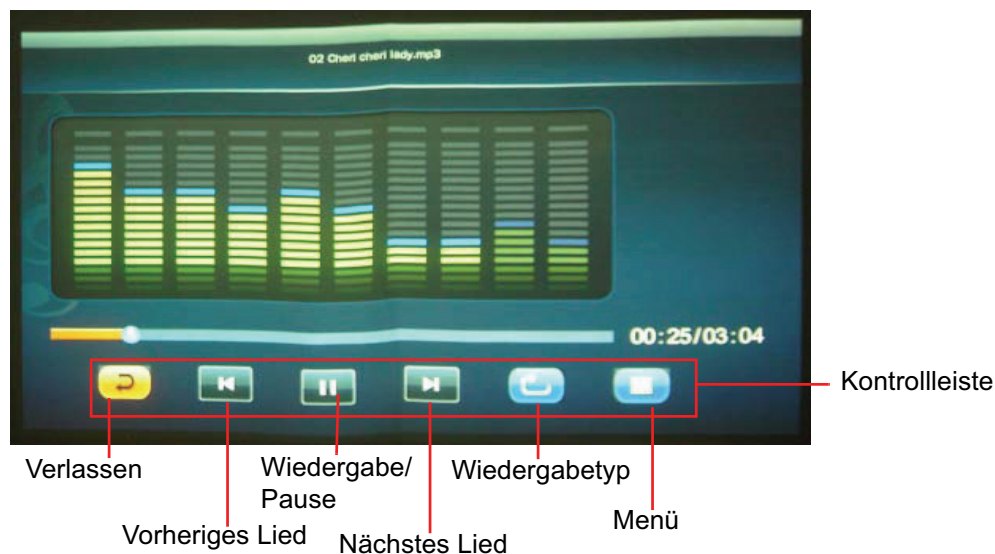 02 Cheri cheri lady.mp3
00:25/03:04
Kontrollleiste
Verlassen
Wiedergabe/
Pause
Wiedergabetyp
Menü
Vorheriges Lied
Nächstes Lied